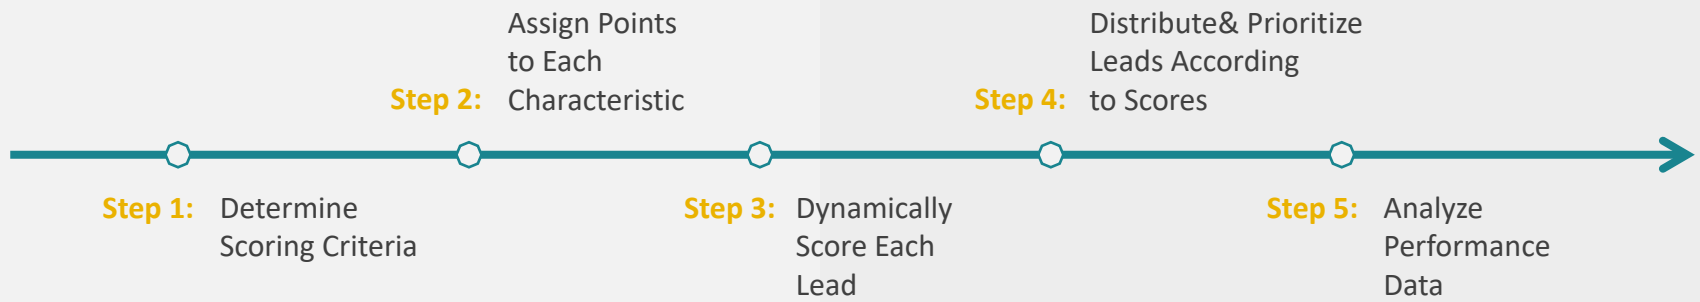 Step 1: Determine
Scoring Criteria
Assign Points
to Each
Step 2: Characteristic
Step 3: Dynamically
Score Each
Lead
Distribute& Prioritize
Leads According
Step 4: to Scores
Step 5: Analyze
Performance
Data